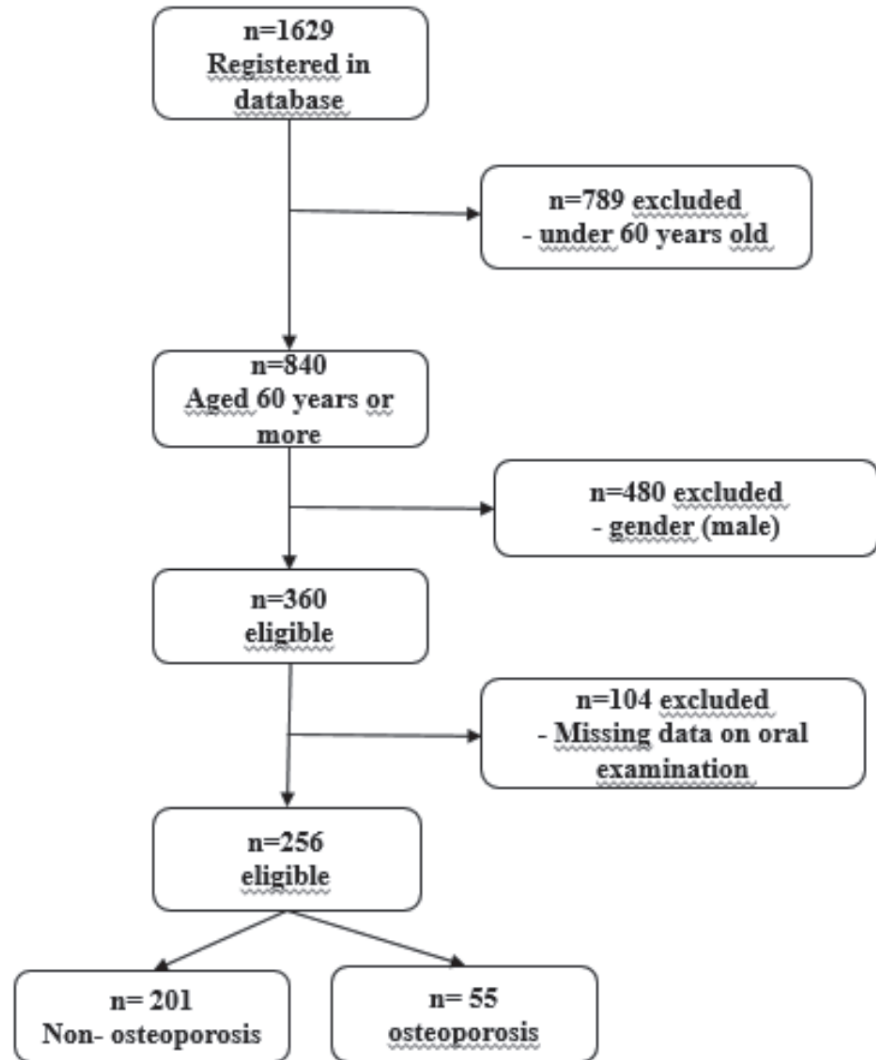 n=1629
Registered in
database
n=789 excluded
- under 60 years old
n=840
Aged 60 years or
more
n=480 excluded
- gender (male)
n=360
eligible
n=104 excluded
- Missing data on oral
examination
n=256
eligible
n= 201
Non- osteoporosis
n= 55
osteoporosis